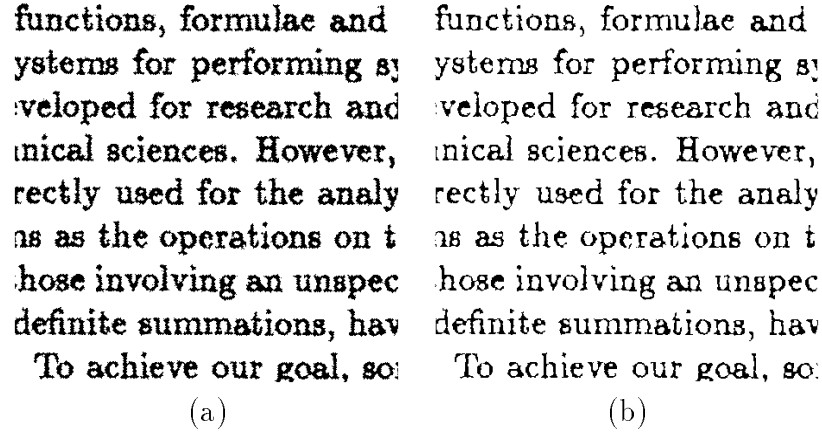 functions, formulae and
ystems for performing sy
veloped for research and
nical sciences. However,
rectly used for the analy
ns as the operations on t
hose involving an unspec
definite summations, hav
To achieve our goal, so
(a)
functions, formulae and
ystems for performing sy
veloped for research and
nical sciences. However,
rectly used for the analy
ns as the operations on t
hose involving an unspec
definite summations, hav
To achieve our goal, so
(b)